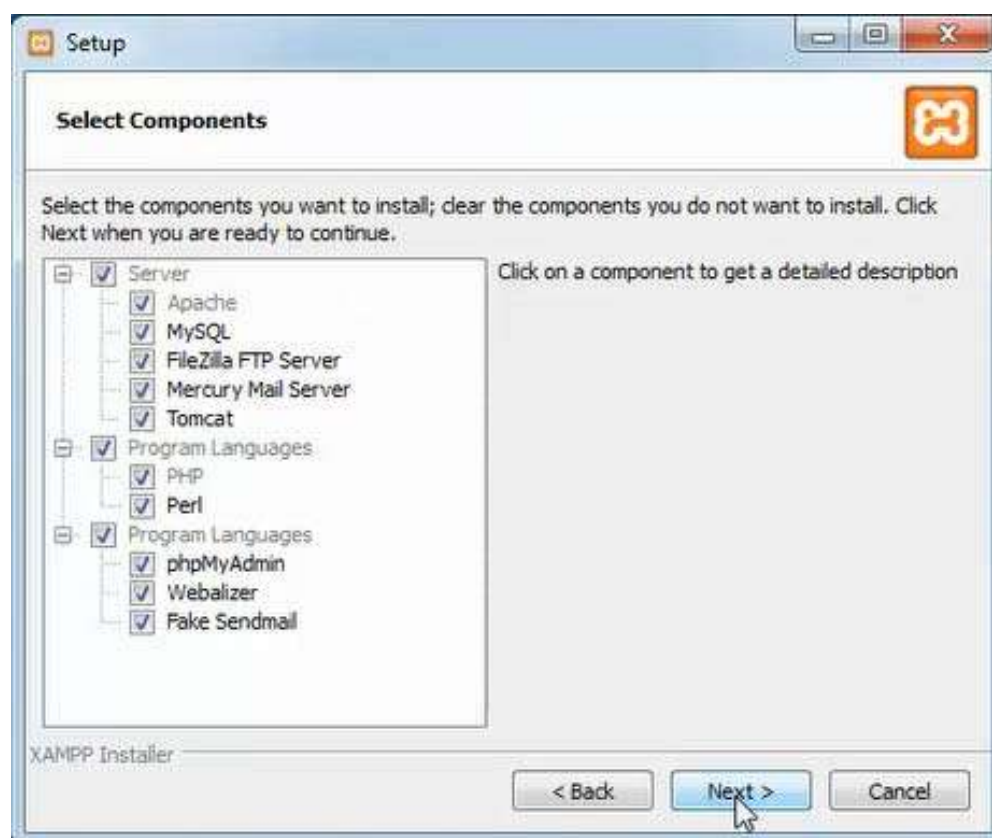 Setup
Select Components
Select the components you want to install; clear the components you do not want to install. Click
Next when you are ready to continue.
Server
Apache
MySQL
FileZilla FTP Server
Mercury Mail Server
Tomcat
Program Languages
PHP
Perl
Program Languages
phpMyAdmin
Webalizer
Fake Sendmail
Click on a component to get a detailed description
XAMPP Installer
< Back
Next >
Cancel